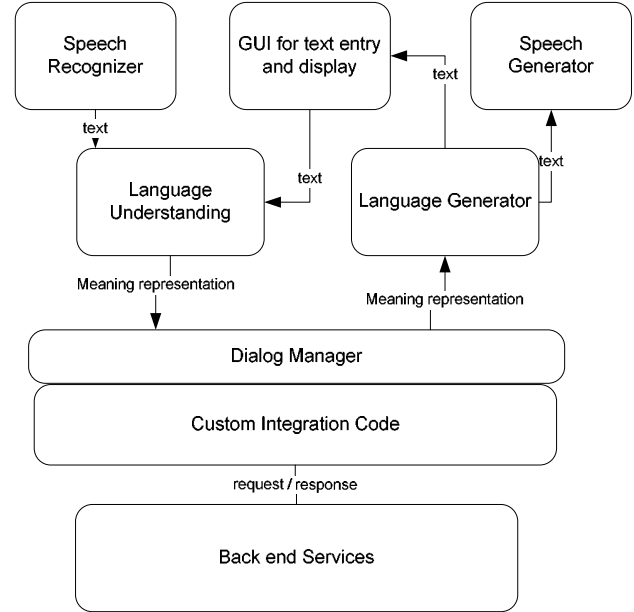 Speech
Recognizer
GUI for text entry
and display
Speech
Generator
text
text
text
text
Language
Understanding
Language Generator
Meaning representation
Meaning representation
Dialog Manager
Custom Integration Code
request / response
Back end Services